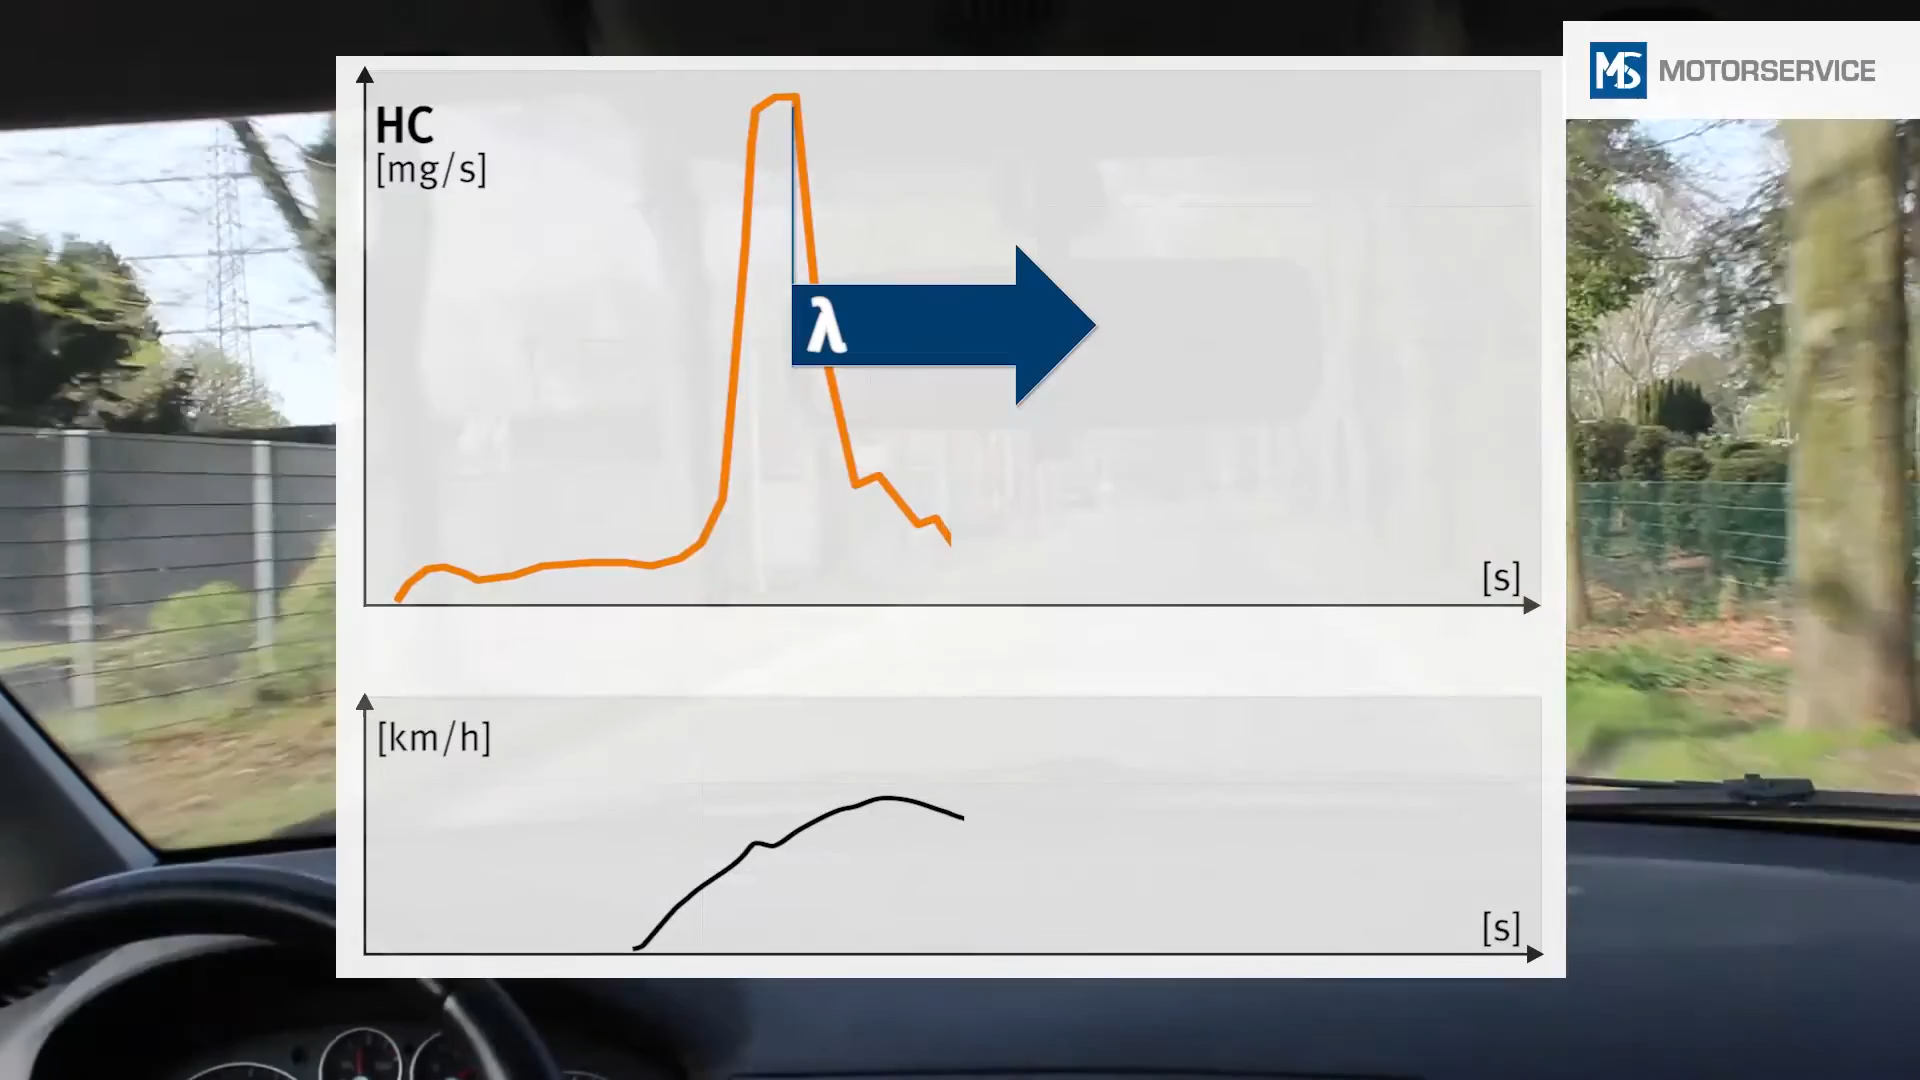 MS MOTORSERVICE
HC
[mg/s]
λ
[s]
[km/h]
[s]